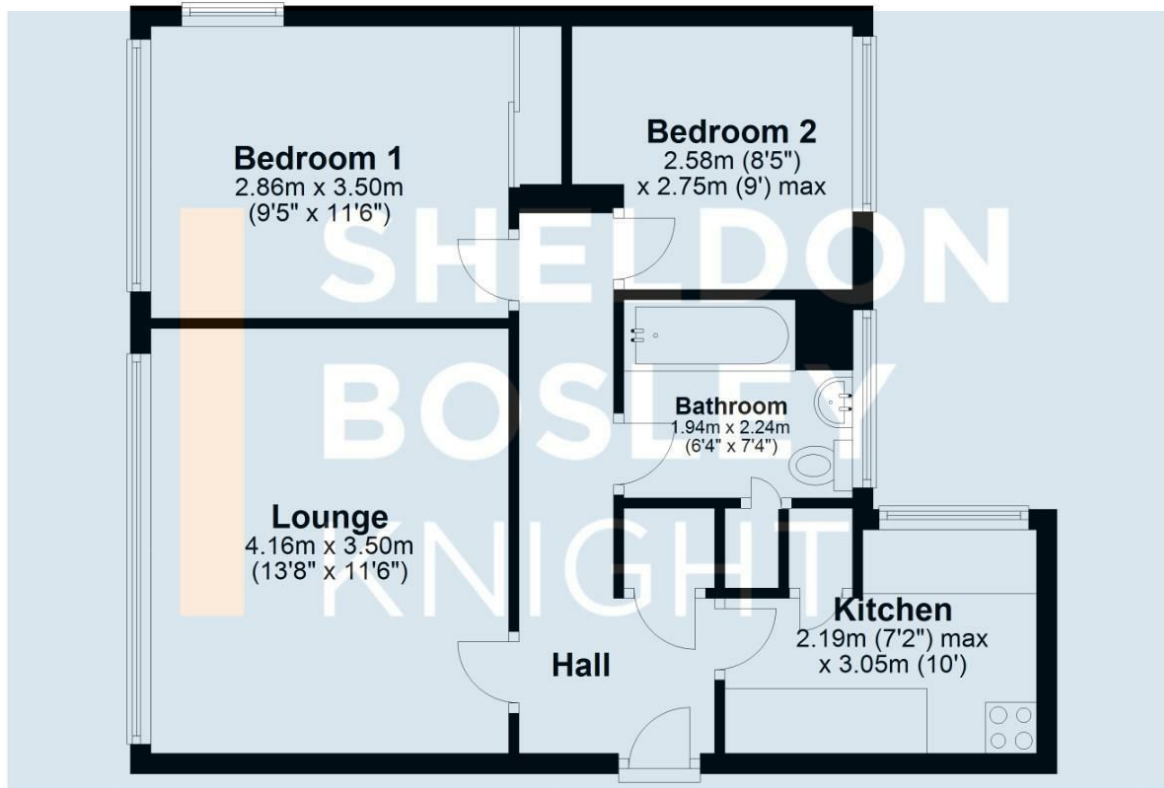 Bedroom 1
2.86m x 3.50m
(9'5" x 11'6")
Bedroom 2
2.58m (8'5")
x 2.75m (9') max
SHELDON
BOSLEY
KNIGHT
Bathroom
1.94m x 2.24m
(6'4" x 7'4")
Lounge
4.16m x 3.50m
(13'8" x 11'6")
Kitchen
2.19m (7'2") max
x 3.05m (10')
Hall